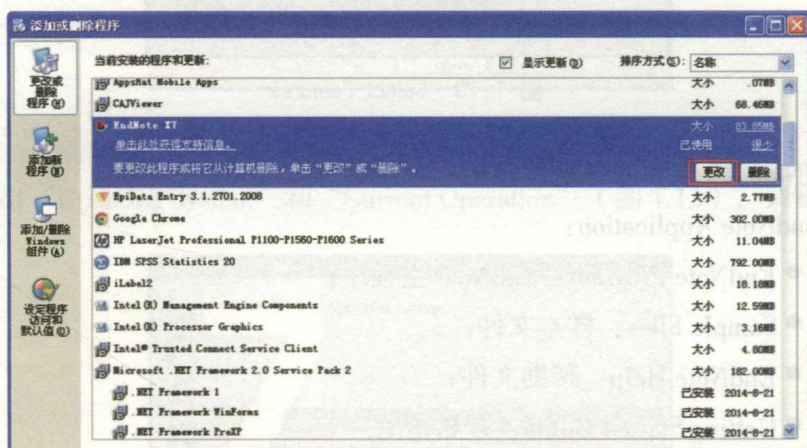 添加或删除程序
当前安装的程序和更新:
显示更新(D)
排序方式(S): 名称
更改或
删除
程序(H)
添加新
程序(N)
添加/删除
Windows
组件(A)
设定程序
访问和
默认值(O)
AppsHat Mobile Apps 大小 .07MB
CAJViewer 大小 68.46MB
EndNote X7 大小 83.85MB
单击此处获得支持信息。 已使用 很少
要更改此程序或将它从计算机删除,单击“更改”或“删除”。 更改 删除
EpiData Entry 3.1.2701.2008 大小 2.77MB
Google Chrome 大小 302.00MB
HP LaserJet Professional P1100-P1560-P1600 Series 大小 11.04MB
IBM SPSS Statistics 20 大小 792.00MB
iLabel2 大小 18.18MB
Intel(R) Management Engine Components 大小 12.59MB
Intel(R) Processor Graphics 大小 3.16MB
Intel® Trusted Connect Service Client 大小 4.80MB
Microsoft .NET Framework 2.0 Service Pack 2 大小 182.00MB
.NET Framework 1 已安装 2014-8-21
.NET Framework WinForms 已安装 2014-8-21
.NET Framework PreXP 已安装 2014-8-21